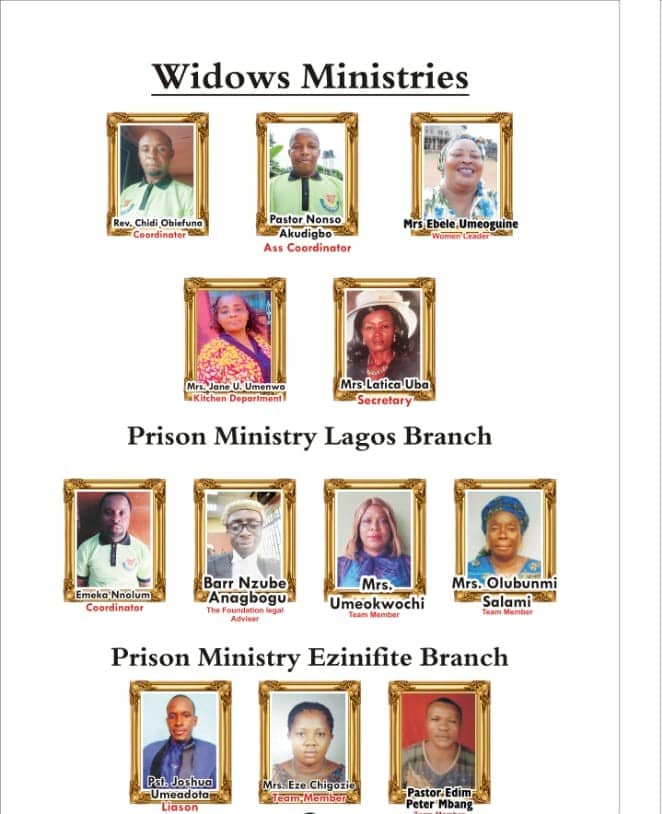 Widows Ministries
Rev. Chidi Obiefuna
Coordinator
Pastor Nonso
Akudigbo
Ass Coordinator
Mrs Ebele Umeoguine
Women Leader
Mrs. Jane U. Umenwa
Kitchen Department
Mrs Latica Uba
Secretary
Prison Ministry Lagos Branch
Emeka Nnolum
Coordinator
Barr Nzube
Anagbogu
The Foundation legal
Adviser
Mrs.
Umeokwochi
Team Member
Mrs. Olubunmi
Salami
Team Member
Prison Ministry Ezinifite Branch
Pst. Joshua
Umeadota
Liason
Mrs. Eze Chigozie
Team Member
Pastor Edim
Peter Mbang
Team Member